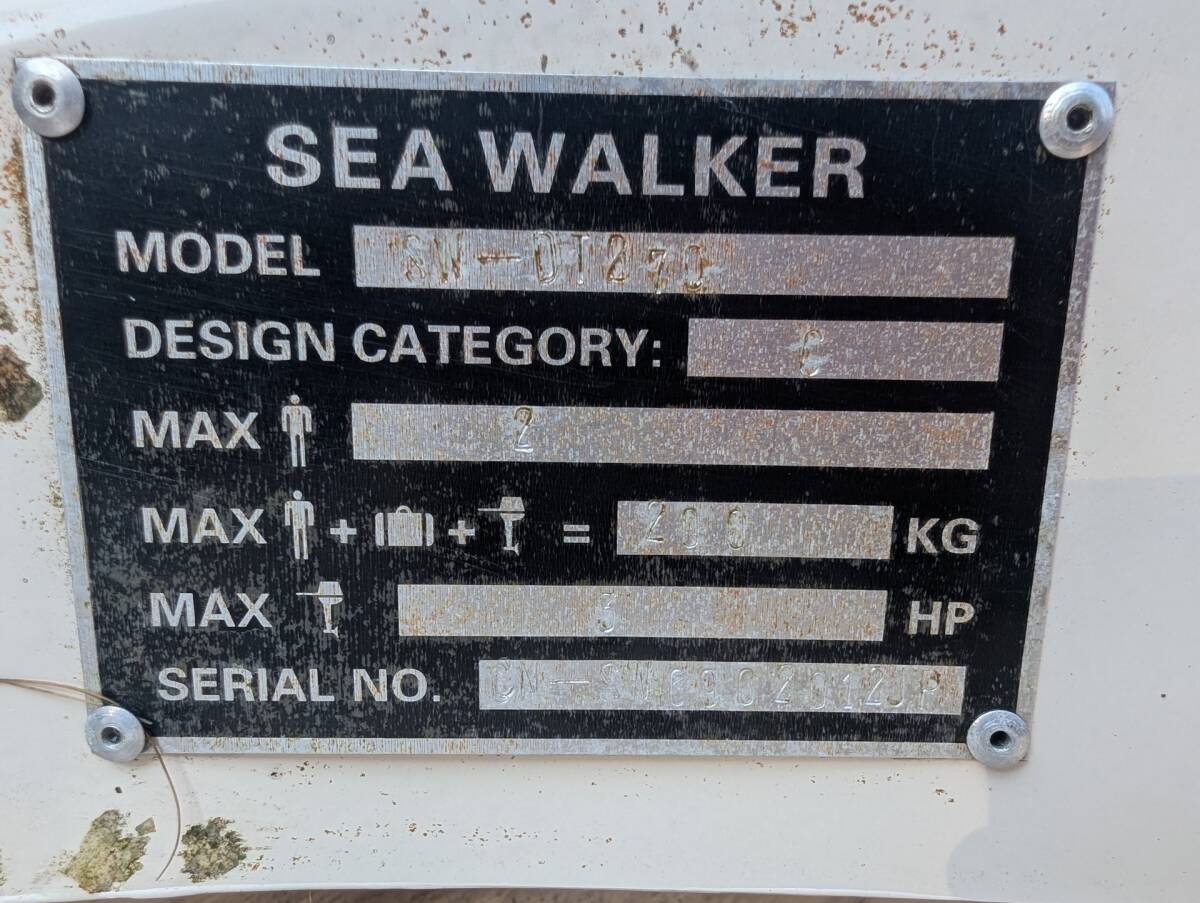 SEA WALKER
MODEL SW-DT270
DESIGN CATEGORY: C
MAX 2
MAX + + = 200 KG
MAX 3 HP
SERIAL NO.